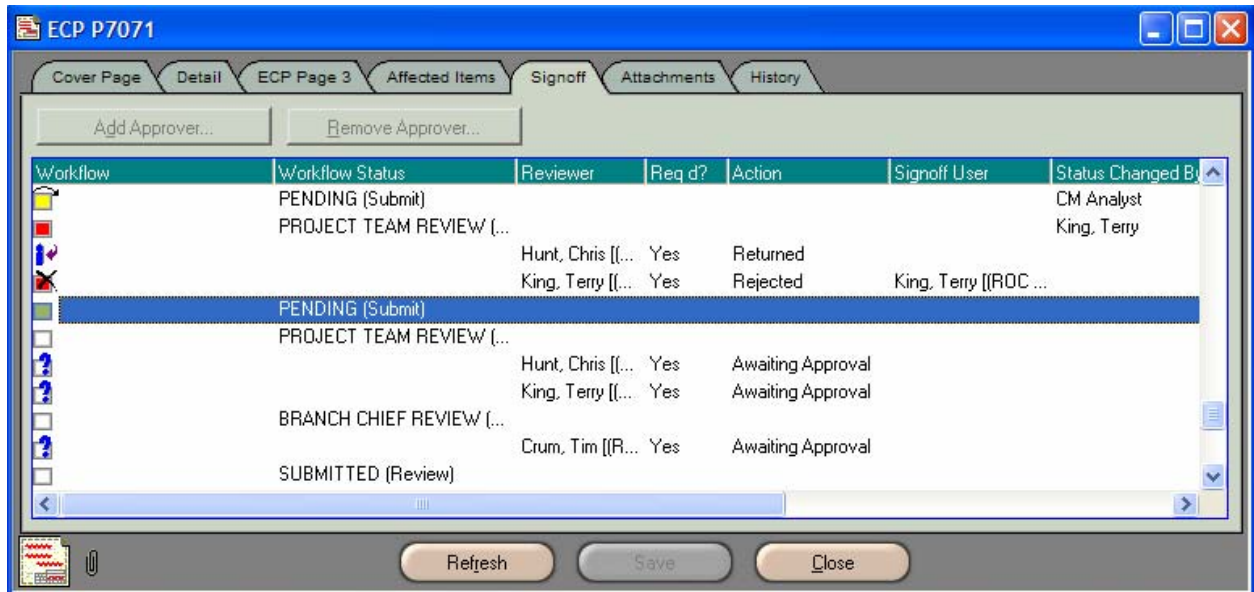 ECP P7071
Cover Page Detail ECP Page 3 Affected Items Signoff Attachments History
Add Approver... Remove Approver...
Workflow Workflow Status Reviewer Req d? Action Signoff User Status Changed By
PENDING (Submit) CM Analyst
PROJECT TEAM REVIEW (... King, Terry
Hunt, Chris [(... Yes Returned
King, Terry [(... Yes Rejected King, Terry [(ROC ...
PENDING (Submit)
PROJECT TEAM REVIEW (...
Hunt, Chris [(... Yes Awaiting Approval
King, Terry [(... Yes Awaiting Approval
BRANCH CHIEF REVIEW (...
Crum, Tim [(R... Yes Awaiting Approval
SUBMITTED (Review)
Refresh Save Close